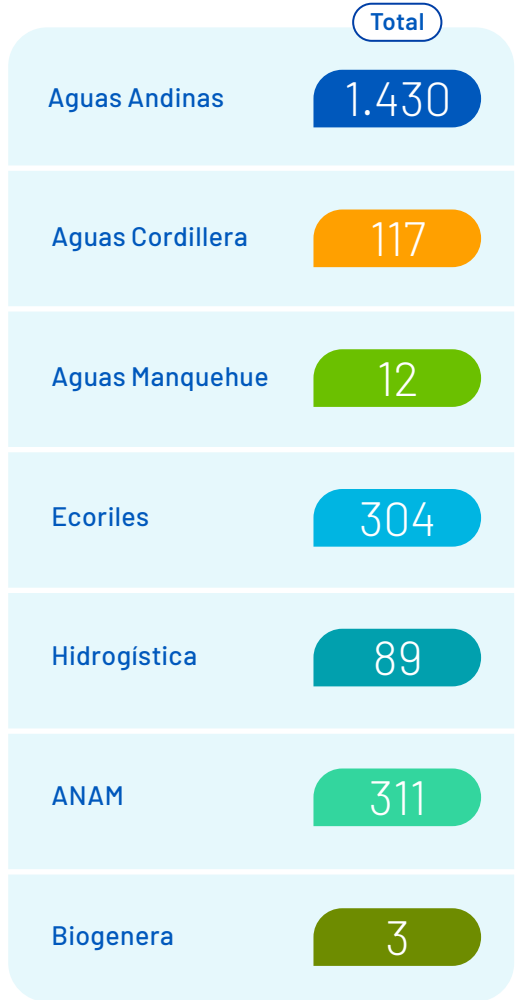 Total
Aguas Andinas 1.430
Aguas Cordillera 117
Aguas Manquehue 12
Ecoriles 304
Hidrogística 89
ANAM 311
Biogenera 3